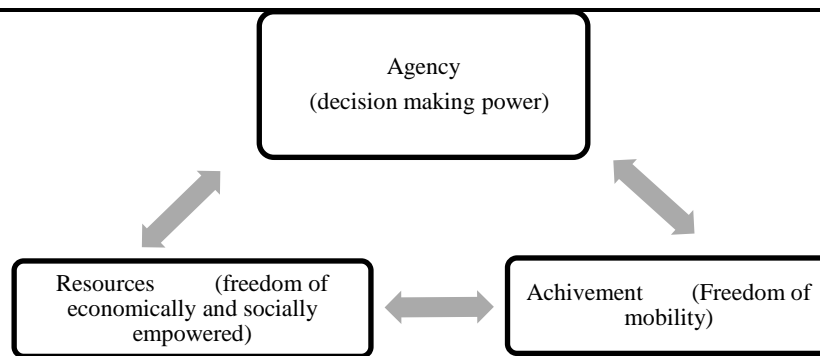 Agency
(decision making power)
Resources (freedom of
economically and socially
empowered)
Achivement (Freedom of
mobility)